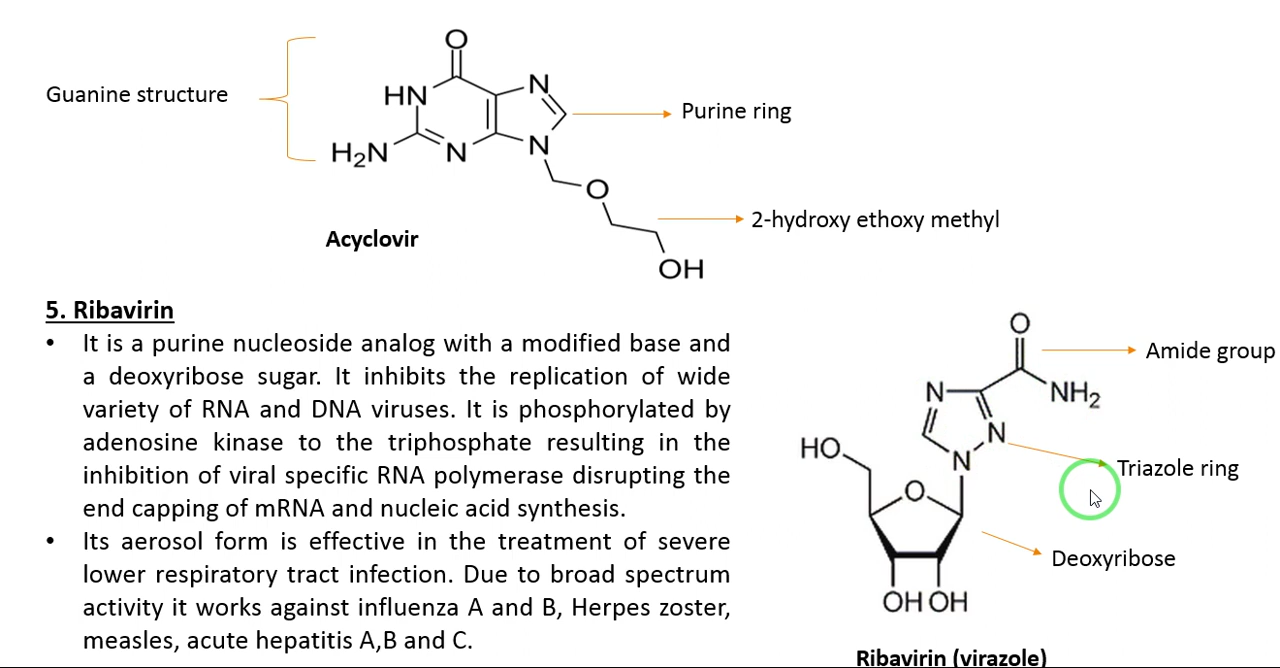 O
Guanine structure
HN
N
Purine ring
H₂N
N
N
O
2-hydroxy ethoxy methyl
Acyclovir
OH
5. Ribavirin
• It is a purine nucleoside analog with a modified base and
a deoxyribose sugar. It inhibits the replication of wide
variety of RNA and DNA viruses. It is phosphorylated by
adenosine kinase to the triphosphate resulting in the
inhibition of viral specific RNA polymerase disrupting the
end capping of mRNA and nucleic acid synthesis.
• Its aerosol form is effective in the treatment of severe
lower respiratory tract infection. Due to broad spectrum
activity it works against influenza A and B, Herpes zoster,
measles, acute hepatitis A,B and C.
O
Amide group
N
NH₂
N
HO
N
Triazole ring
O
Deoxyribose
OH OH
Ribavirin (virazole)